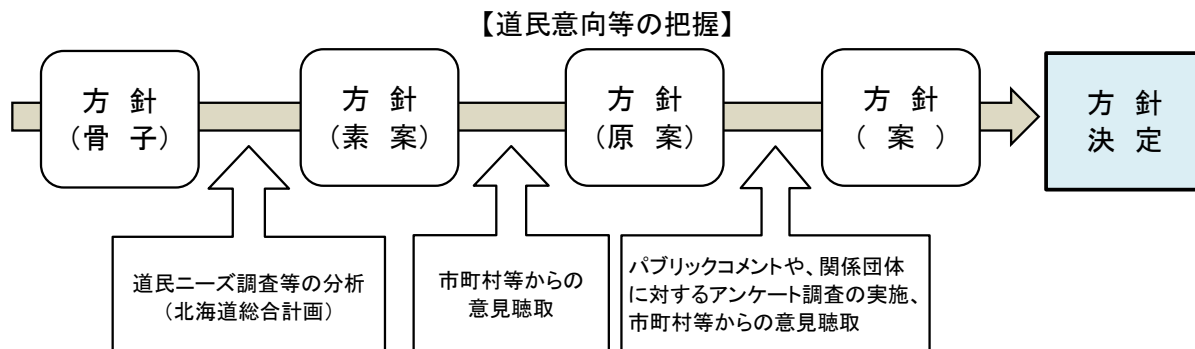 【道民意向等の把握】
方 針
（骨 子）
方 針
（素 案）
方 針
（原 案）
方 針
（ 案 ）
方 針
決 定
道民ニーズ調査等の分析
（北海道総合計画）
市町村等からの
意見聴取
パブリックコメントや、関係団体
に対するアンケート調査の実施、
市町村等からの意見聴取